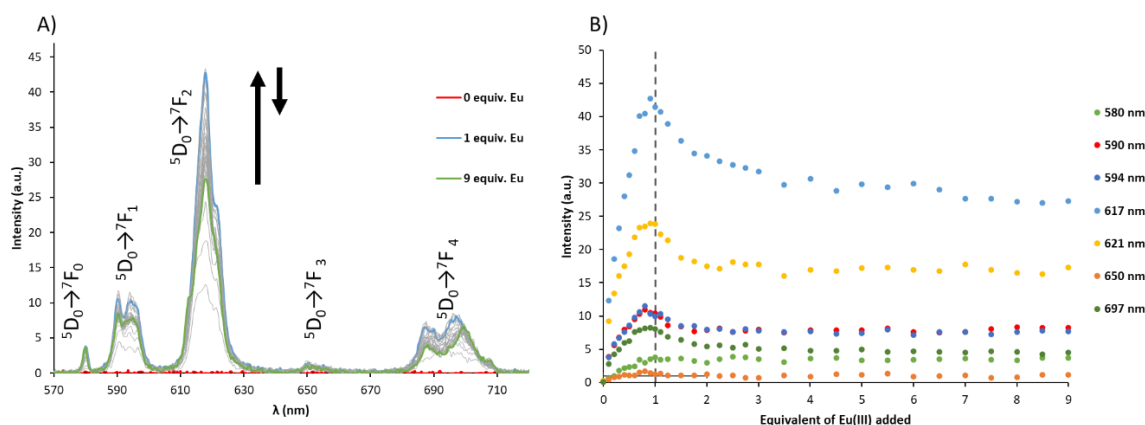 A)
Intensity (a.u.)
45
40
35
30
25
20
15
10
5
0
⁵D₀→⁷F₀
⁵D₀→⁷F₁
⁵D₀→⁷F₂
⁵D₀→⁷F₃
⁵D₀→⁷F₄
0 equiv. Eu
1 equiv. Eu
9 equiv. Eu
570 590 610 630 650 670 690 710
λ (nm)
B)
Intensity (a.u.)
50
45
40
35
30
25
20
15
10
5
0
0 1 2 3 4 5 6 7 8 9
Equivalent of Eu(III) added
580 nm
590 nm
594 nm
617 nm
621 nm
650 nm
697 nm